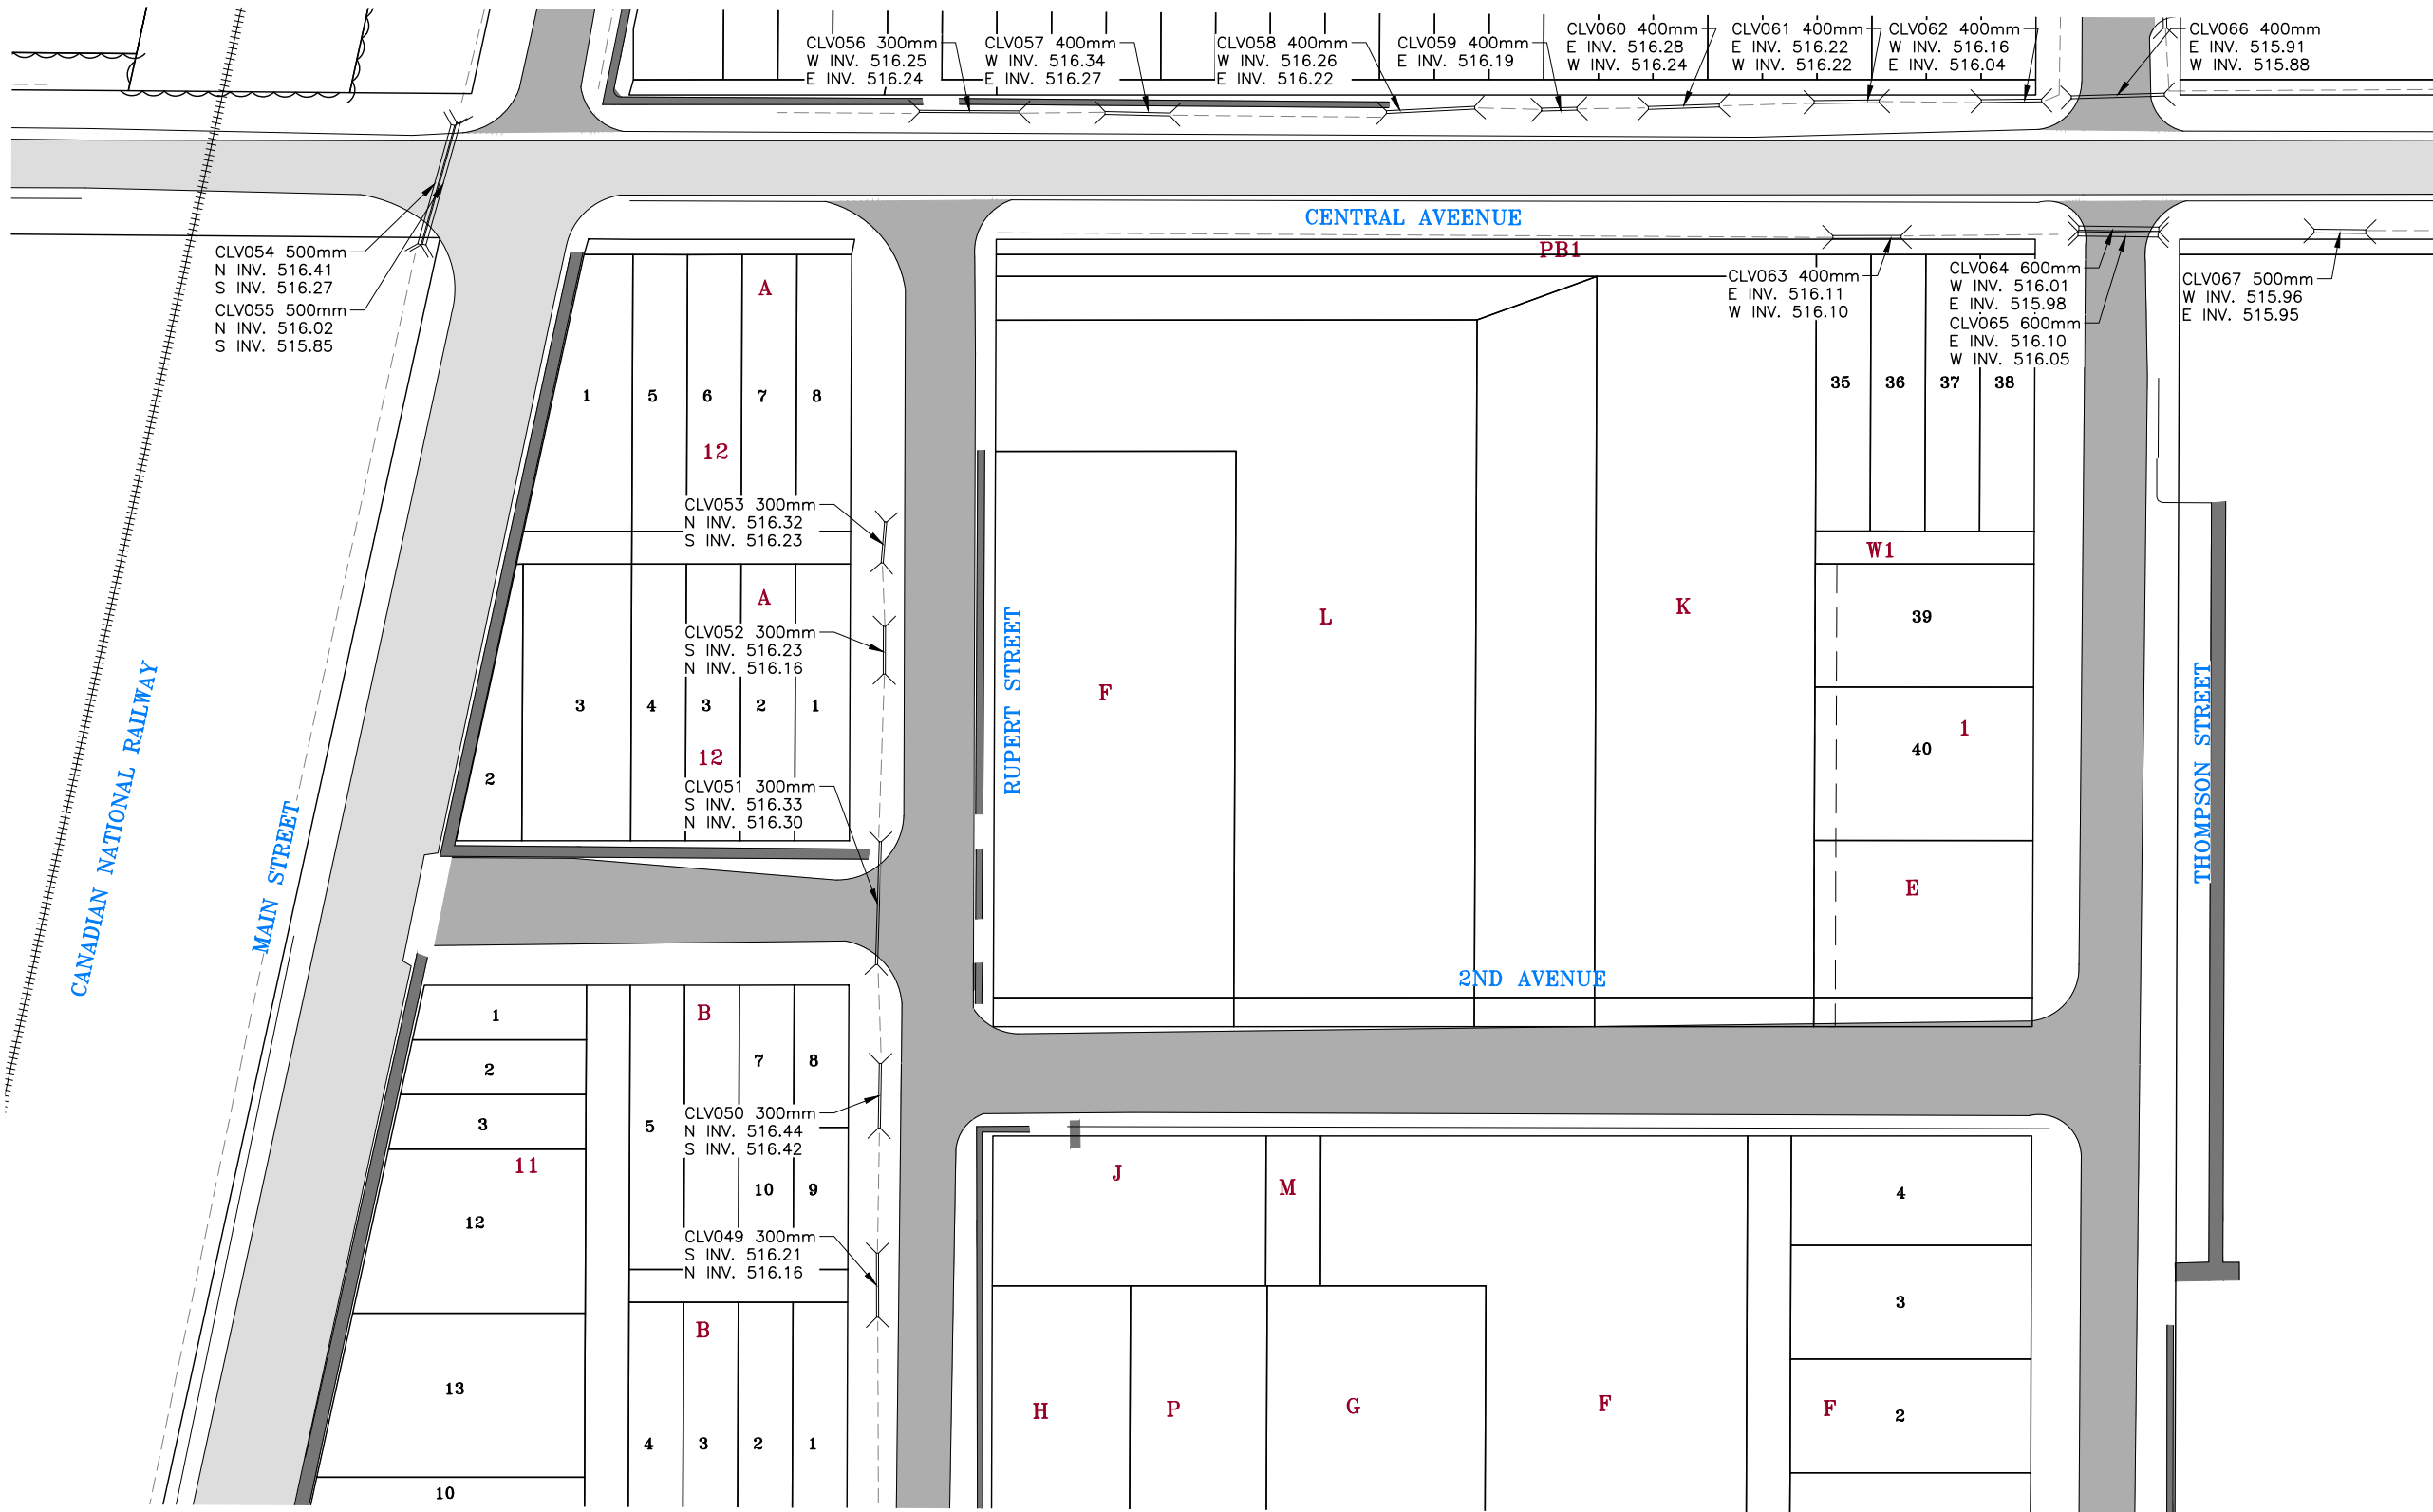 CLV056 300mm
W INV. 516.25
E INV. 516.24
CLV057 400mm
W INV. 516.34
E INV. 516.27
CLV058 400mm
W INV. 516.26
E INV. 516.22
CLV059 400mm
E INV. 516.19
CLV060 400mm
E INV. 516.28
W INV. 516.24
CLV061 400mm
E INV. 516.22
W INV. 516.22
CLV062 400mm
W INV. 516.16
E INV. 516.04
CLV066 400mm
E INV. 515.91
W INV. 515.88
CENTRAL AVEENUE
PB1
CLV054 500mm
N INV. 516.41
S INV. 516.27
CLV055 500mm
N INV. 516.02
S INV. 515.85
CLV063 400mm
E INV. 516.11
W INV. 516.10
CLV064 600mm
W INV. 516.01
E INV. 515.98
CLV065 600mm
E INV. 516.10
W INV. 516.05
CLV067 500mm
W INV. 515.96
E INV. 515.95
A
1
5
6
7
8
12
35
36
37
38
CLV053 300mm
N INV. 516.32
S INV. 516.23
W1
A
CLV052 300mm
S INV. 516.23
N INV. 516.16
3
4
3
2
1
12
2
CLV051 300mm
S INV. 516.33
N INV. 516.30
RUPERT STREET
F
L
K
39
40
1
E
THOMPSON STREET
CANADIAN NATIONAL RAILWAY
MAIN STREET
2ND AVENUE
1
2
3
11
12
13
10
B
7
8
5
CLV050 300mm
N INV. 516.44
S INV. 516.42
10
9
CLV049 300mm
S INV. 516.21
N INV. 516.16
B
4
3
2
1
J
M
H
P
G
F
F
4
3
2